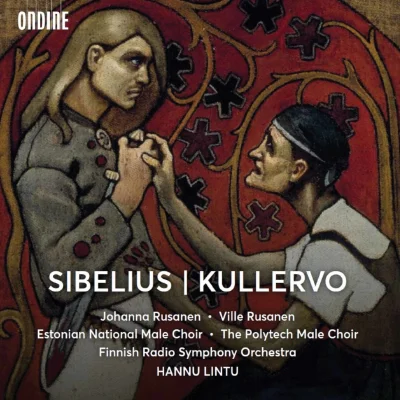 ONDINE
SIBELIUS | KULLERVO
Johanna Rusanen • Ville Rusanen
Estonian National Male Choir • The Polytech Male Choir
Finnish Radio Symphony Orchestra
HANNU LINTU